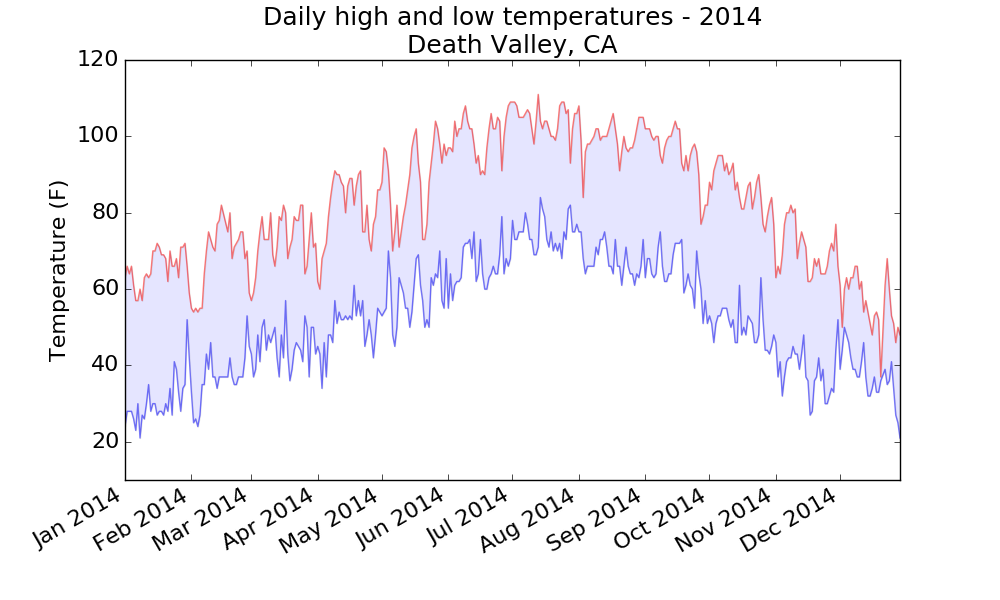 Daily high and low temperatures - 2014
Death Valley, CA
Temperature (F)
120
100
80
60
40
20
Jan 2014
Feb 2014
Mar 2014
Apr 2014
May 2014
Jun 2014
Jul 2014
Aug 2014
Sep 2014
Oct 2014
Nov 2014
Dec 2014